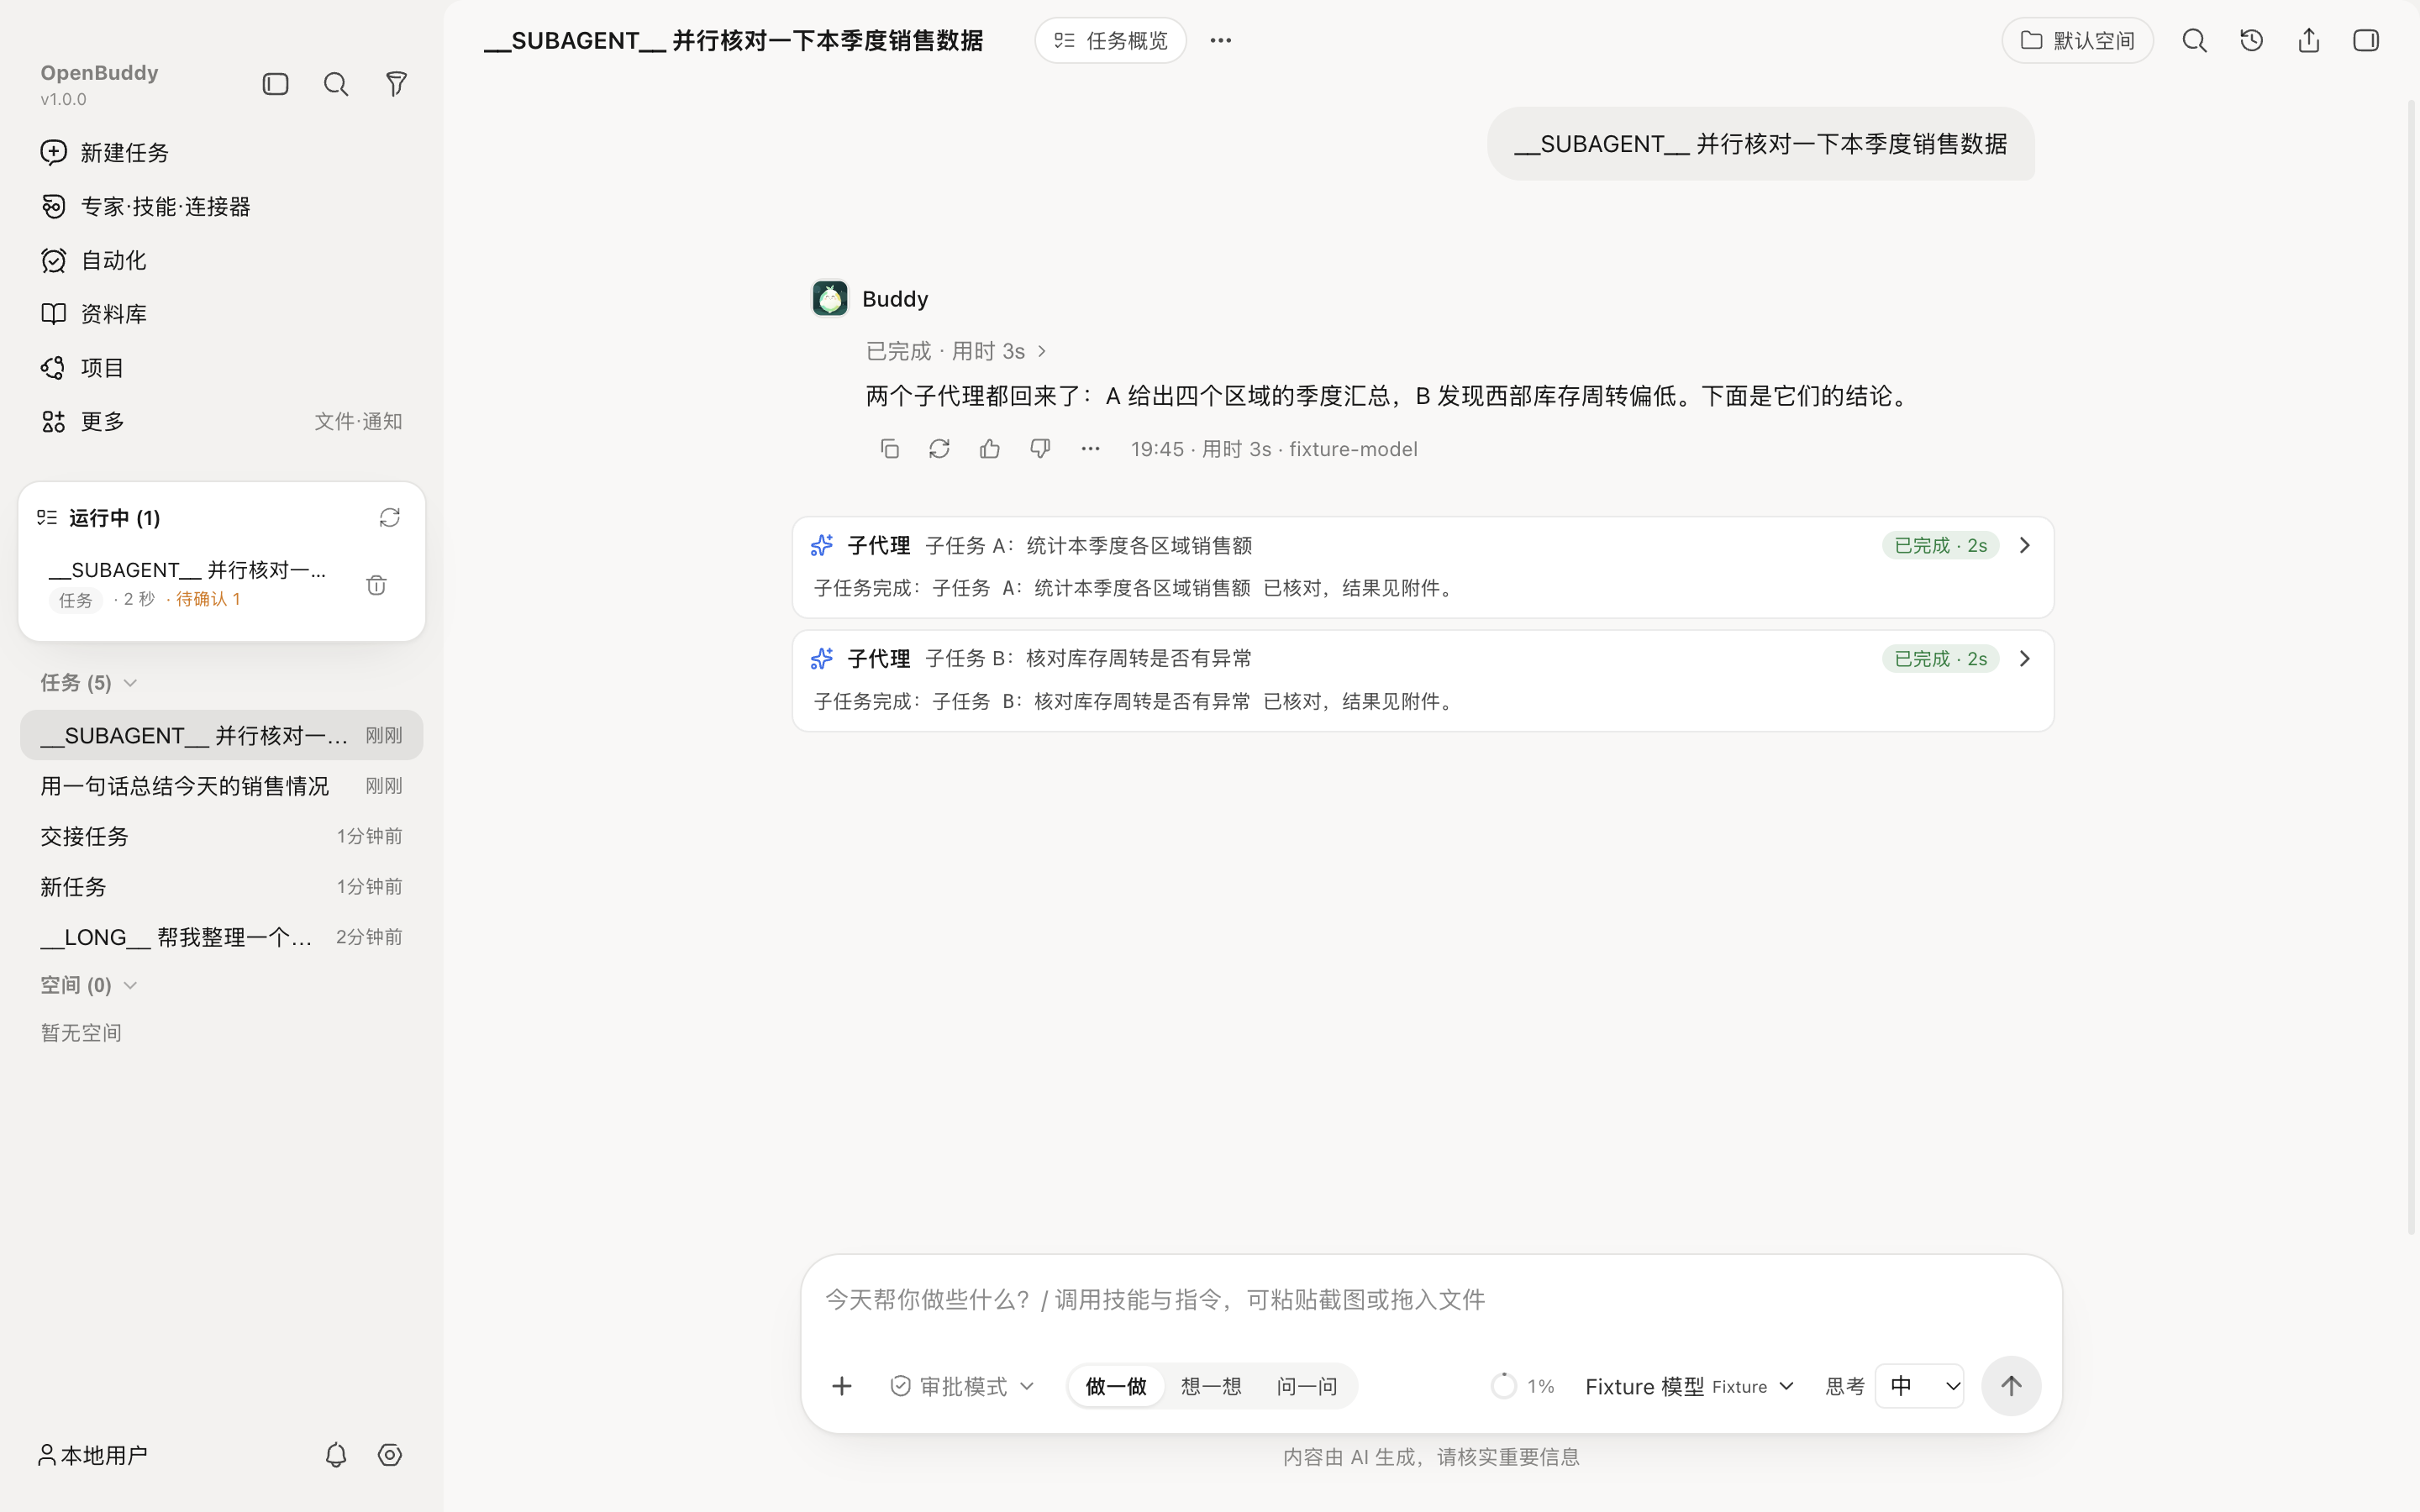 OpenBuddy
v1.0.0
新建任务
专家·技能·连接器
自动化
资料库
项目
更多 文件·通知
运行中 (1)
__SUBAGENT__ 并行核对一...
任务 · 2 秒 · 待确认 1
任务 (5)
__SUBAGENT__ 并行核对一... 刚刚
用一句话总结今天的销售情况 刚刚
交接任务 1分钟前
新任务 1分钟前
__LONG__ 帮我整理一个... 2分钟前
空间 (0)
暂无空间
本地用户
__SUBAGENT__ 并行核对一下本季度销售数据 任务概览 默认空间
__SUBAGENT__ 并行核对一下本季度销售数据
Buddy
已完成 · 用时 3s
两个子代理都回来了：A 给出四个区域的季度汇总，B 发现西部库存周转偏低。下面是它们的结论。
19:45 · 用时 3s · fixture-model
子代理 子任务 A：统计本季度各区域销售额 已完成 · 2s
子任务完成：子任务 A：统计本季度各区域销售额 已核对，结果见附件。
子代理 子任务 B：核对库存周转是否有异常 已完成 · 2s
子任务完成：子任务 B：核对库存周转是否有异常 已核对，结果见附件。
今天帮你做些什么？/ 调用技能与指令，可粘贴截图或拖入文件
审批模式 做一做 想一想 问一问 1% Fixture 模型 Fixture 思考 中
内容由 AI 生成，请核实重要信息